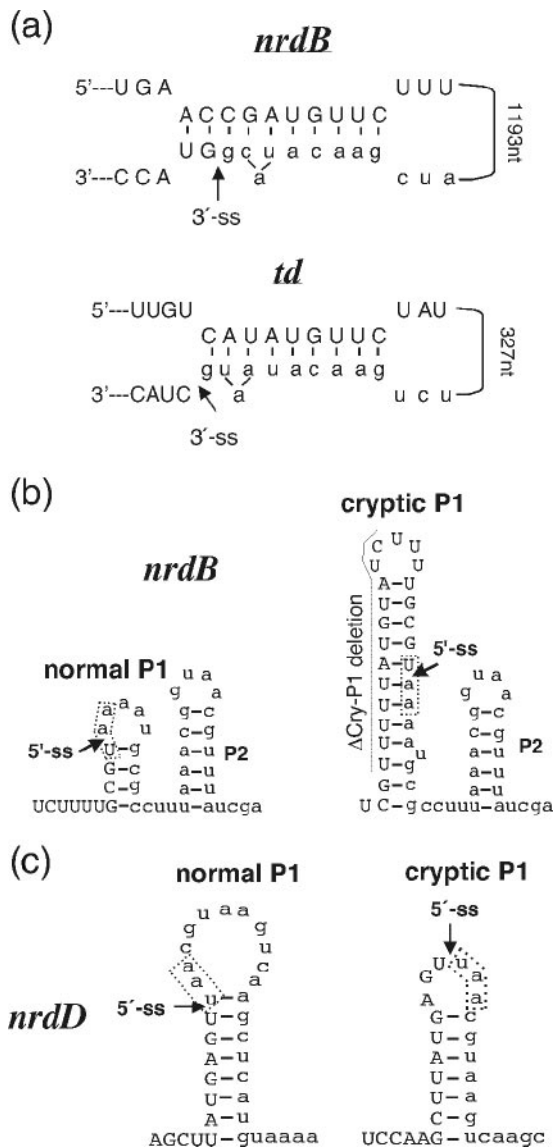 (a)
nrdB
5'---UGA UUU
ACCGAUGUUC
UGgcuacaag
a
3'---CCA cua
1193nt
3´-ss
td
5'---UUGU UAU
CAUAUGUUC
guauacaag
a
3'---CAUC ucu
327nt
3´-ss
(b)
nrdB
normal P1
5'-ss
P2
UCUUUUG-ccuuu-aucga
cryptic P1
ΔCry-P1 deletion
5'-ss
P2
UC-gccuuu-aucga
(c)
nrdD
normal P1
5´-ss
AGCUU-guaaaa
cryptic P1
5´-ss
UCCAAG-ucaagc